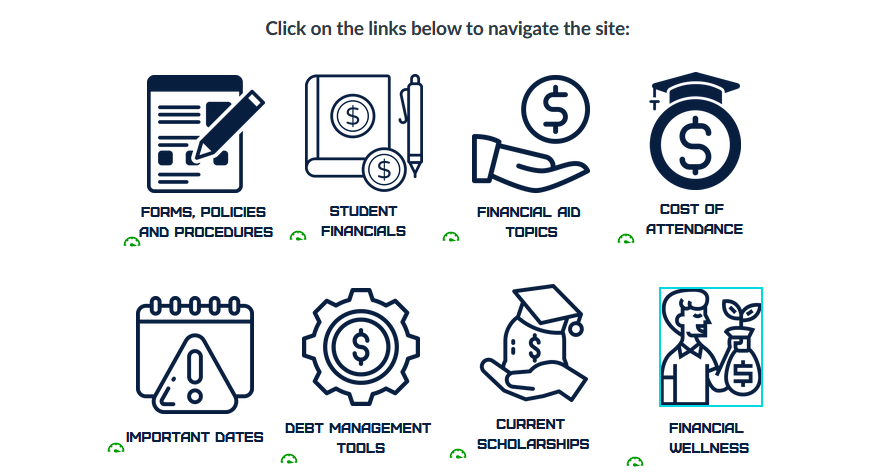 Click on the links below to navigate the site:
FORMS, POLICIES
AND PROCEDURES
STUDENT
FINANCIALS
FINANCIAL AID
TOPICS
COST OF
ATTENDANCE
IMPORTANT DATES
DEBT MANAGEMENT
TOOLS
CURRENT
SCHOLARSHIPS
FINANCIAL
WELLNESS